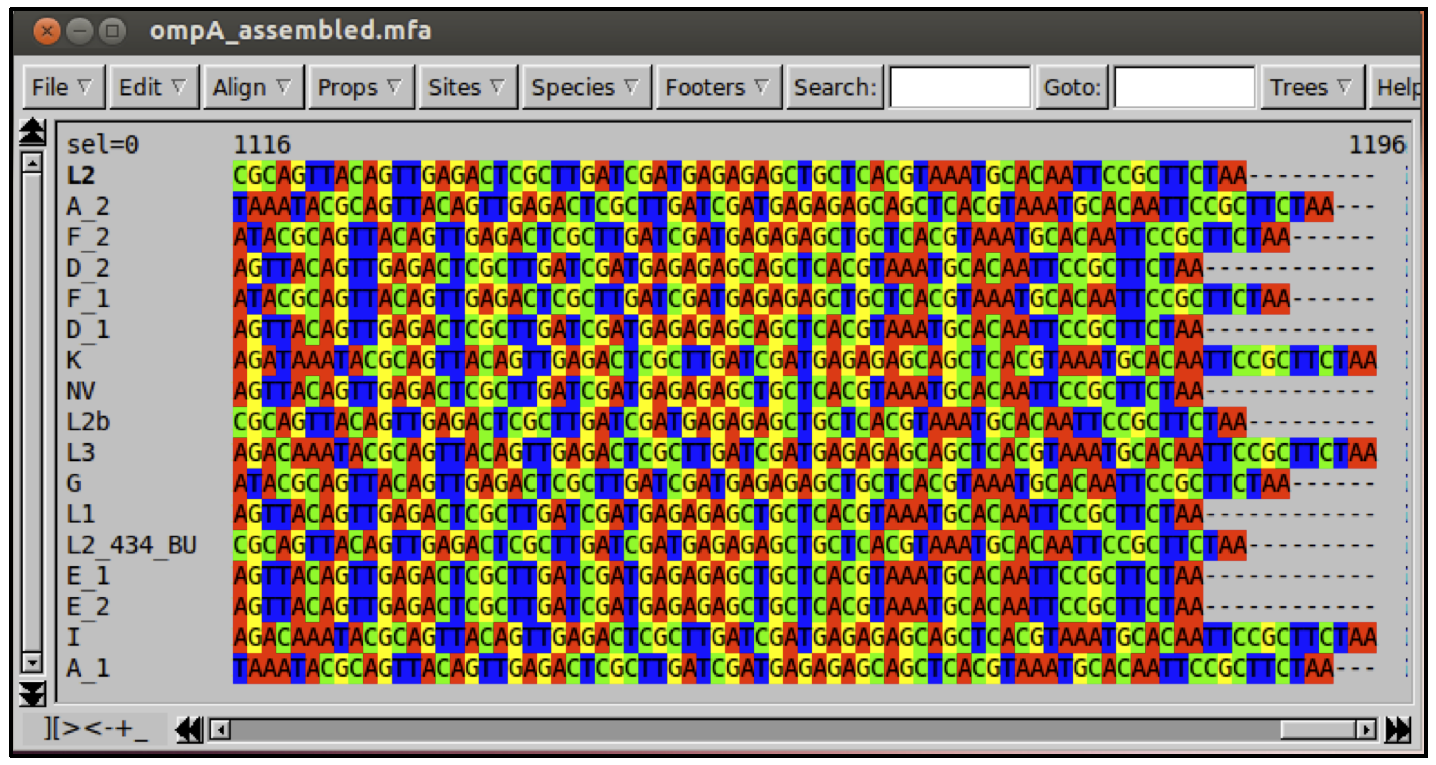 ompA_assembled.mfa
File Edit Align Props Sites Species Footers Search: Goto: Trees Help
sel=0 1116 1196
L2 CGCAGTTACAGTTGAGACTCGCTTGATCGATGAGAGAGCTGCTCACGTAAATGCACAATTCCGCTTCTAA---------
A_2 TAAATACGCAGTTACAGTTGAGACTCGCTTGATCGATGAGAGAGCAGCTCACGTAAATGCACAATTCCGCTTCTAA---
F_2 ATACGCAGTTACAGTTGAGACTCGCTTGATCGATGAGAGAGCTGCTCACGTAAATGCACAATTCCGCTTCTAA------
D_2 AGTTACAGTTGAGACTCGCTTGATCGATGAGAGAGCAGCTCACGTAAATGCACAATTCCGCTTCTAA------------
F_1 ATACGCAGTTACAGTTGAGACTCGCTTGATCGATGAGAGAGCTGCTCACGTAAATGCACAATTCCGCTTCTAA------
D_1 AGTTACAGTTGAGACTCGCTTGATCGATGAGAGAGCAGCTCACGTAAATGCACAATTCCGCTTCTAA------------
K AGATAAATACGCAGTTACAGTTGAGACTCGCTTGATCGATGAGAGAGCAGCTCACGTAAATGCACAATTCCGCTTCTAA
NV AGTTACAGTTGAGACTCGCTTGATCGATGAGAGAGCTGCTCACGTAAATGCACAATTCCGCTTCTAA------------
L2b CGCAGTTACAGTTGAGACTCGCTTGATCGATGAGAGAGCTGCTCACGTAAATGCACAATTCCGCTTCTAA---------
L3 AGACAAATACGCAGTTACAGTTGAGACTCGCTTGATCGATGAGAGAGCAGCTCACGTAAATGCACAATTCCGCTTCTAA
G ATACGCAGTTACAGTTGAGACTCGCTTGATCGATGAGAGAGCTGCTCACGTAAATGCACAATTCCGCTTCTAA------
L1 AGTTACAGTTGAGACTCGCTTGATCGATGAGAGAGCTGCTCACGTAAATGCACAATTCCGCTTCTAA------------
L2_434_BU CGCAGTTACAGTTGAGACTCGCTTGATCGATGAGAGAGCTGCTCACGTAAATGCACAATTCCGCTTCTAA---------
E_1 AGTTACAGTTGAGACTCGCTTGATCGATGAGAGAGCTGCTCACGTAAATGCACAATTCCGCTTCTAA------------
E_2 AGTTACAGTTGAGACTCGCTTGATCGATGAGAGAGCTGCTCACGTAAATGCACAATTCCGCTTCTAA------------
I AGACAAATACGCAGTTACAGTTGAGACTCGCTTGATCGATGAGAGAGCAGCTCACGTAAATGCACAATTCCGCTTCTAA
A_1 TAAATACGCAGTTACAGTTGAGACTCGCTTGATCGATGAGAGAGCAGCTCACGTAAATGCACAATTCCGCTTCTAA---
][><-+_